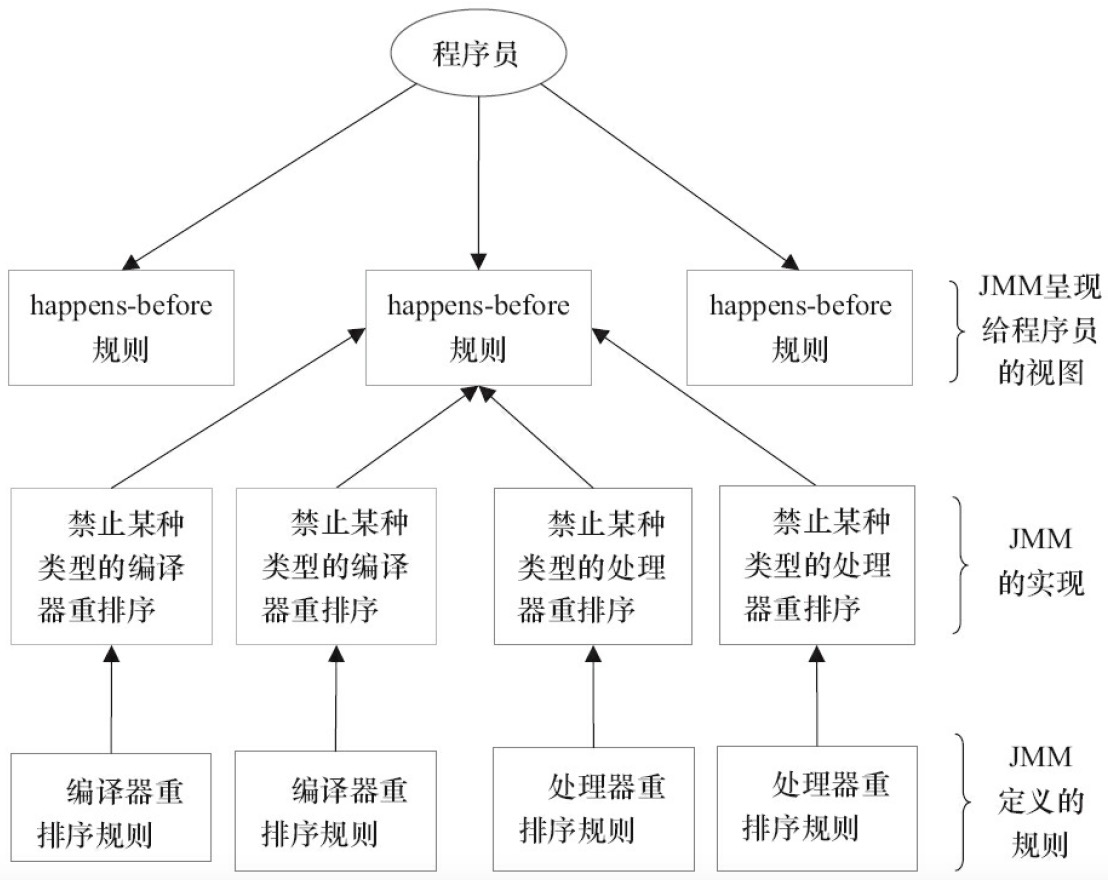 程序员
happens-before
规则
happens-before
规则
happens-before
规则
JMM呈现
给程序员
的视图
禁止某种
类型的编译
器重排序
禁止某种
类型的编译
器重排序
禁止某种
类型的处理
器重排序
禁止某种
类型的处理
器重排序
JMM
的实现
编译器重
排序规则
编译器重
排序规则
处理器重
排序规则
处理器重
排序规则
JMM
定义的
规则